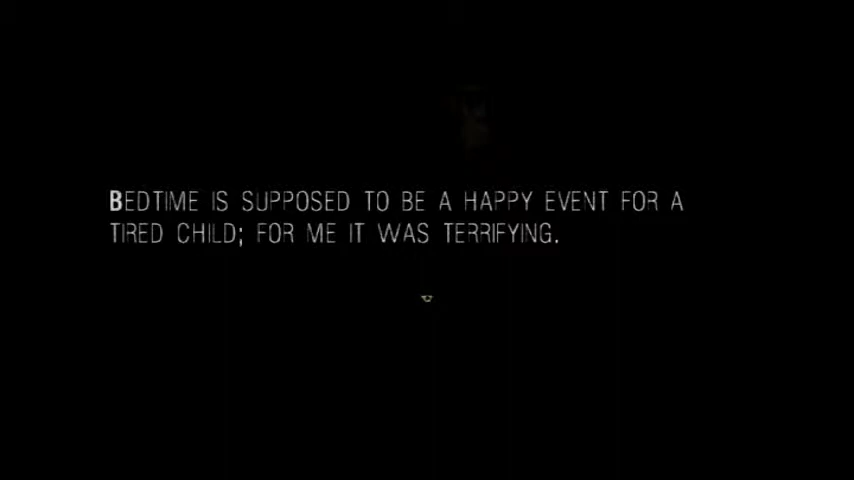 BEDTIME IS SUPPOSED TO BE A HAPPY EVENT FOR A
TIRED CHILD; FOR ME IT WAS TERRIFYING.